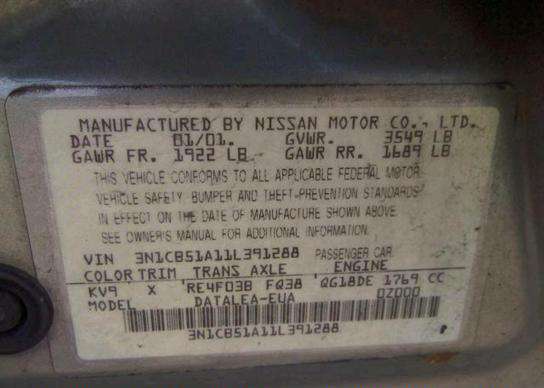 MANUFACTURED BY NISSAN MOTOR CO., LTD.
DATE 01/01. GVWR. 3549 LB
GAWR FR. 1922 LB GAWR RR. 1689 LB
THIS VEHICLE CONFORMS TO ALL APPLICABLE FEDERAL MOTOR
VEHICLE SAFETY, BUMPER AND THEFT-PREVENTION STANDARDS
IN EFFECT ON THE DATE OF MANUFACTURE SHOWN ABOVE.
SEE OWNER'S MANUAL FOR ADDITIONAL INFORMATION.
VIN 3N1CB51A11L391288 PASSENGER CAR
COLOR TRIM TRANS AXLE ENGINE
KV9 X RE4F03B FQ38 QG18DE 1769 CC
MODEL DATALEA-EUA 0Z000
3N1CB51A11L391288